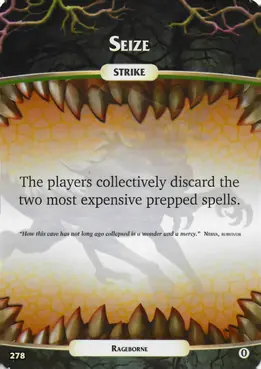 SEIZE
STRIKE
The players collectively discard the
two most expensive prepped spells.
"How this cave has not long ago collapsed is a wonder and a mercy." NERVA, SURVIVOR
RAGEBORNE
278
0